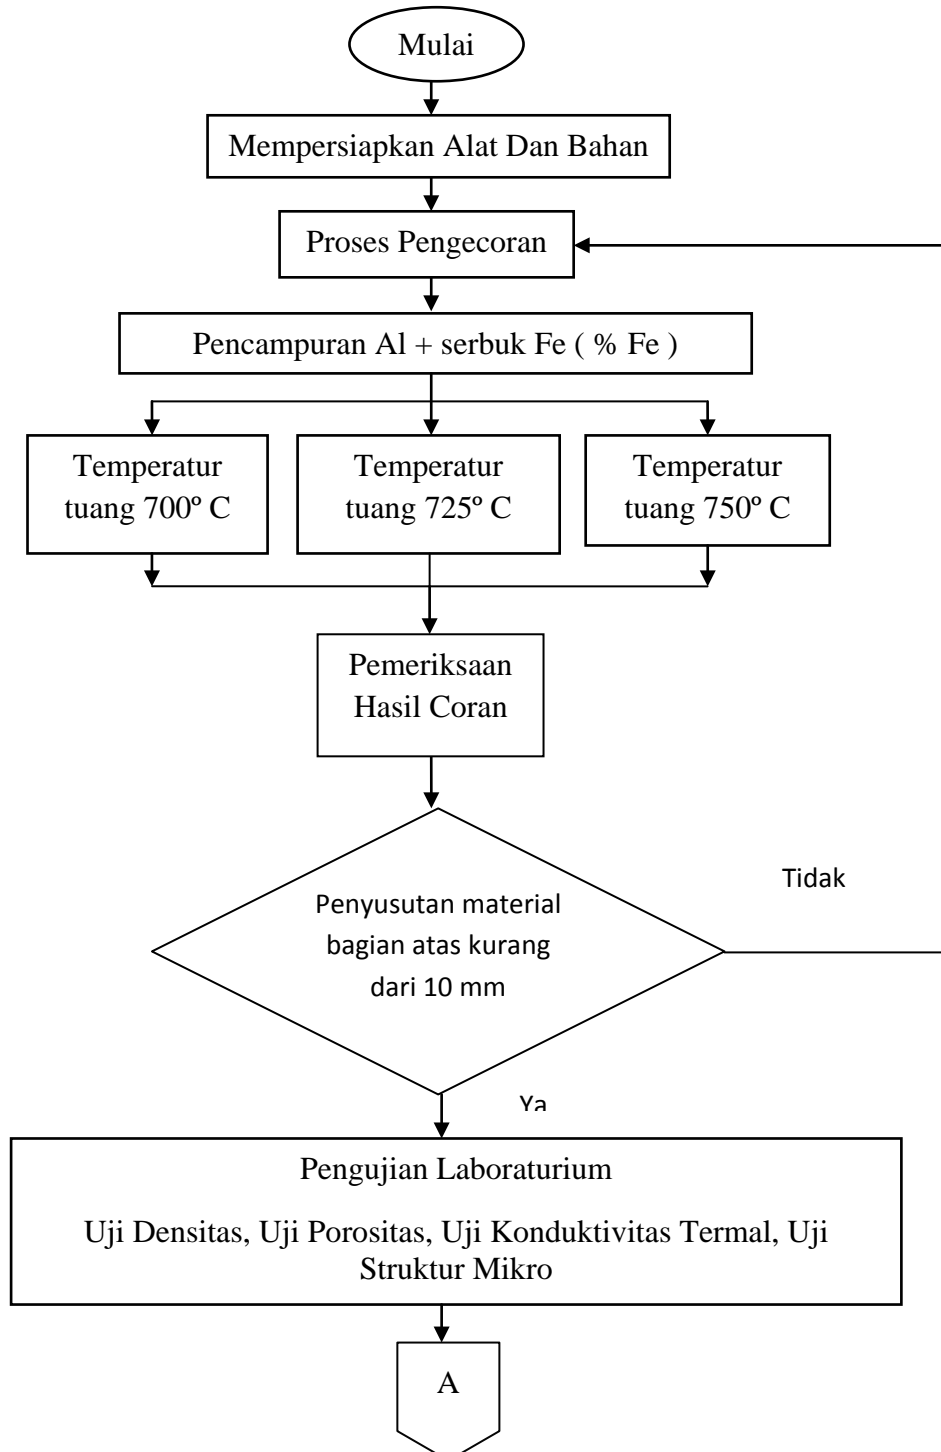 Mulai
Mempersiapkan Alat Dan Bahan
Proses Pengecoran
Pencampuran Al + serbuk Fe ( % Fe )
Temperatur
tuang 700º C
Temperatur
tuang 725º C
Temperatur
tuang 750º C
Pemeriksaan
Hasil Coran
Penyusutan material
bagian atas kurang
dari 10 mm
Tidak
Ya
Pengujian Laboraturium
Uji Densitas, Uji Porositas, Uji Konduktivitas Termal, Uji
Struktur Mikro
A